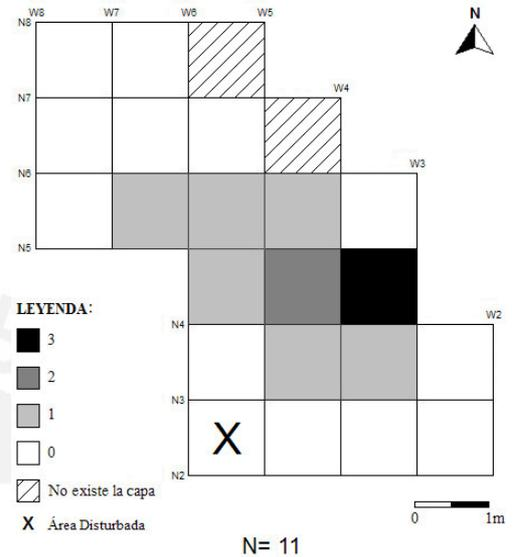 W8 W7 W6 W5
N8
N
N7
W4
N6
W3
N5
LEYENDA:
3
N4
W2
2
1
N3
0
X
N2
No existe la capa
X Área Disturbada
0 1m
N= 11